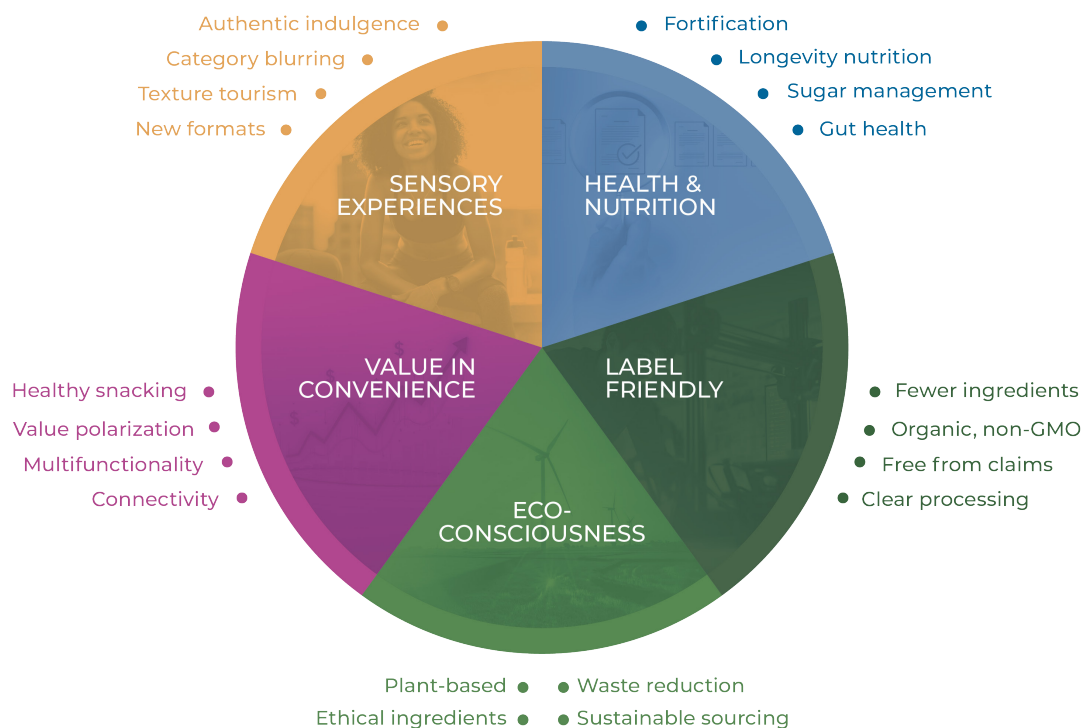 Authentic indulgence
Category blurring
Texture tourism
New formats
SENSORY
EXPERIENCES
Fortification
Longevity nutrition
Sugar management
Gut health
HEALTH &
NUTRITION
Healthy snacking
Value polarization
Multifunctionality
Connectivity
VALUE IN
CONVENIENCE
LABEL
FRIENDLY
Fewer ingredients
Organic, non-GMO
Free from claims
Clear processing
ECO-
CONSCIOUSNESS
Plant-based
Ethical ingredients
Waste reduction
Sustainable sourcing
$
$